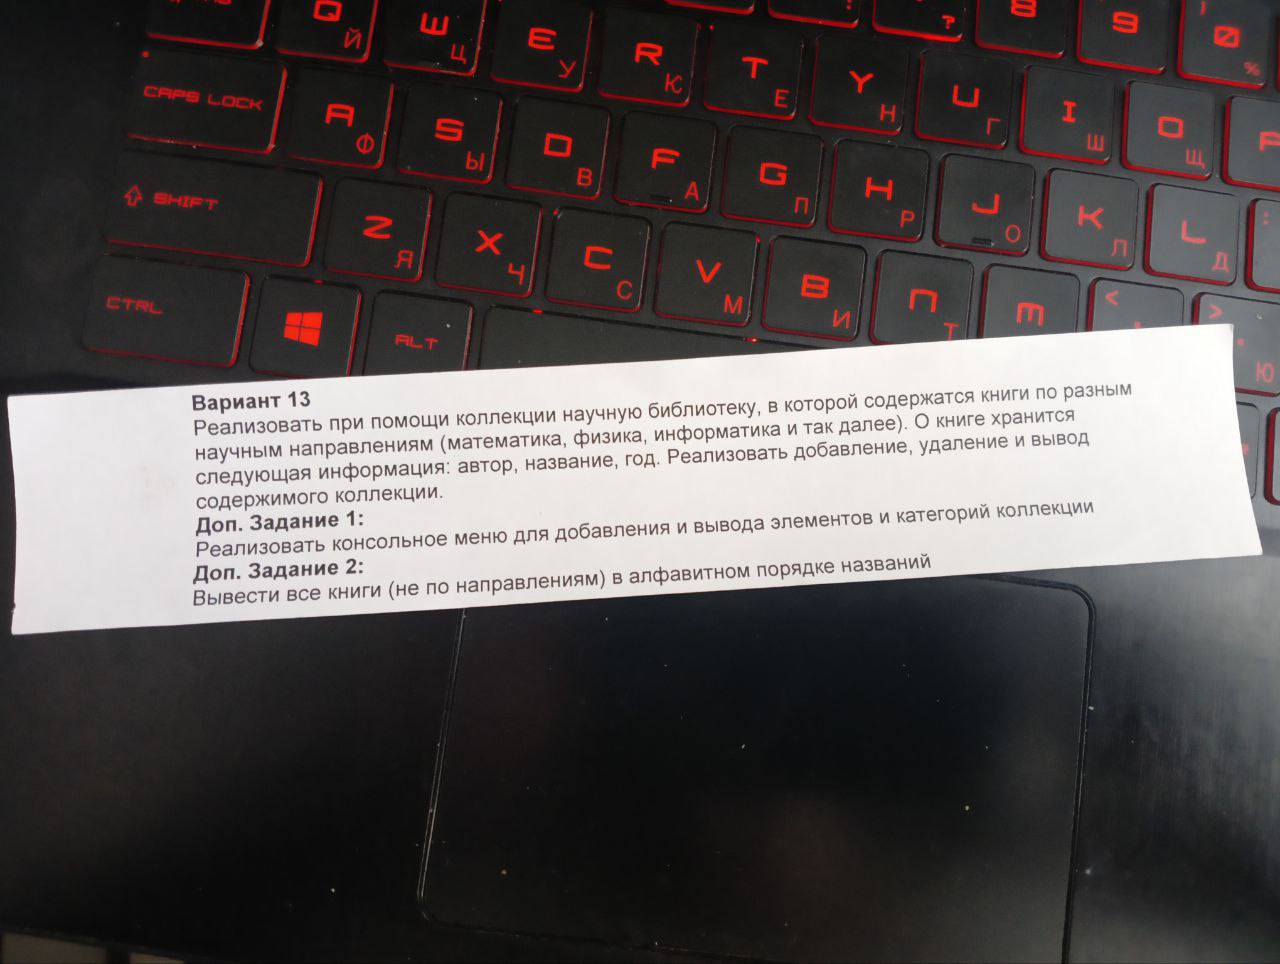 8 9 Ø
Q Й Ш Ц E У R К T Е Y Н U Г I Ш O Щ
%
CAPS LOCK A Ф S Ы D В F А G П H Р J О K Л L Д
SHIFT Z Я X Ч C С V М B И N Т M < >
CTRL ALT Ю
Вариант 13
Реализовать при помощи коллекции научную библиотеку, в которой содержатся книги по разным
научным направлениям (математика, физика, информатика и так далее). О книге хранится
следующая информация: автор, название, год. Реализовать добавление, удаление и вывод
содержимого коллекции.
Доп. Задание 1:
Реализовать консольное меню для добавления и вывода элементов и категорий коллекции
Доп. Задание 2:
Вывести все книги (не по направлениям) в алфавитном порядке названий